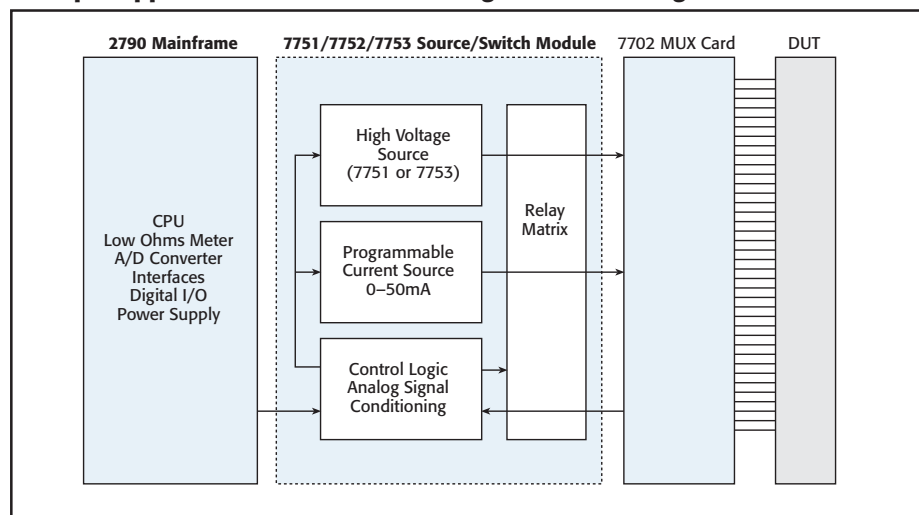 2790 Mainframe
7751/7752/7753 Source/Switch Module
7702 MUX Card
DUT
CPU
Low Ohms Meter
A/D Converter
Interfaces
Digital I/O
Power Supply
High Voltage
Source
(7751 or 7753)
Programmable
Current Source
0–50mA
Control Logic
Analog Signal
Conditioning
Relay
Matrix